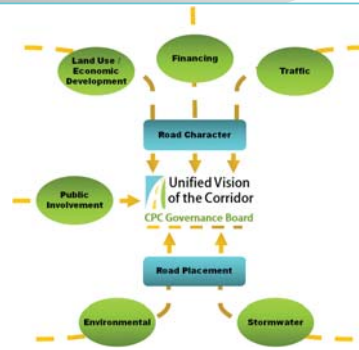 Financing
Land Use /
Economic
Development
Traffic
Road Character
Public
Involvement
Unified Vision
of the Corridor
CPC Governance Board
Road Placement
Environmental
Stormwater